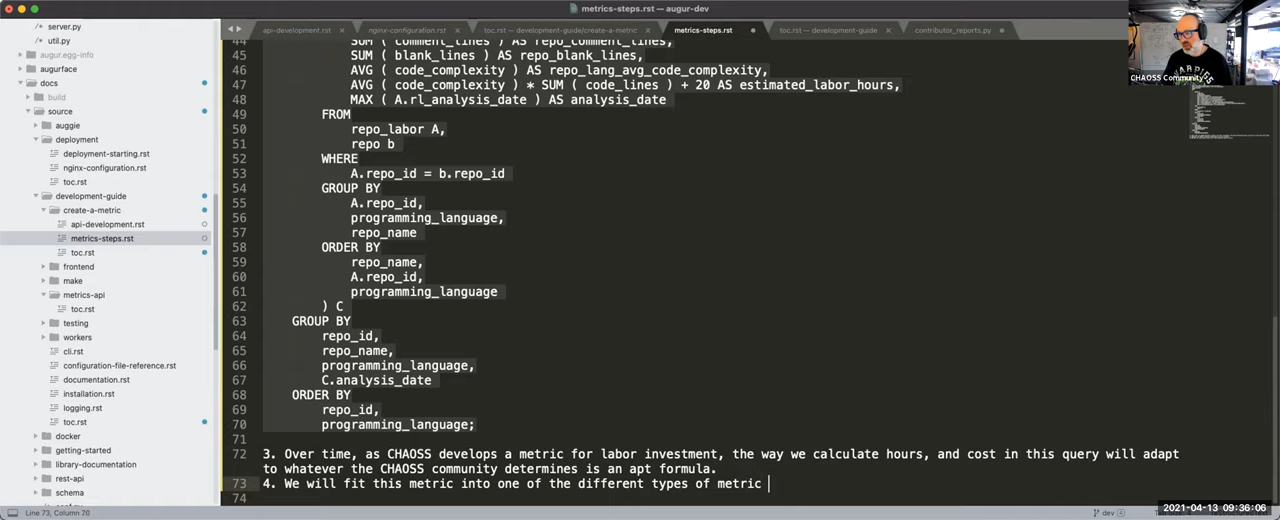 metrics-steps.rst — augur-dev
server.py
util.py
augur.egg-info
augurface
docs
build
source
auggie
deployment
deployment-starting.rst
nginx-configuration.rst
toc.rst
development-guide
create-a-metric
api-development.rst
metrics-steps.rst
toc.rst
frontend
make
metrics-api
toc.rst
testing
workers
cli.rst
configuration-file-reference.rst
documentation.rst
installation.rst
logging.rst
toc.rst
docker
getting-started
library-documentation
rest-api
schema
api-development.rst
nginx-configuration.rst
toc.rst — development-guide/create-a-metric
metrics-steps.rst
toc.rst — development-guide
contributor_reports.py
44 SUM ( comment_lines ) AS repo_comment_lines,
45 SUM ( blank_lines ) AS repo_blank_lines,
46 AVG ( code_complexity ) AS repo_lang_avg_code_complexity,
47 AVG ( code_complexity ) * SUM ( code_lines ) + 20 AS estimated_labor_hours,
48 MAX ( A.rl_analysis_date ) AS analysis_date
49 FROM
50 repo_labor A,
51 repo b
52 WHERE
53 A.repo_id = b.repo_id
54 GROUP BY
55 A.repo_id,
56 programming_language,
57 repo_name
58 ORDER BY
59 repo_name,
60 A.repo_id,
61 programming_language
62 ) C
63 GROUP BY
64 repo_id,
65 repo_name,
66 programming_language,
67 C.analysis_date
68 ORDER BY
69 repo_id,
70 programming_language;
71
72 3. Over time, as CHAOSS develops a metric for labor investment, the way we calculate hours, and cost in this query will adapt
to whatever the CHAOSS community determines is an apt formula.
73 4. We will fit this metric into one of the different types of metric
74
CHAOSS Community
Line 73, Column 70
dev
2021-04-13 09:36:06